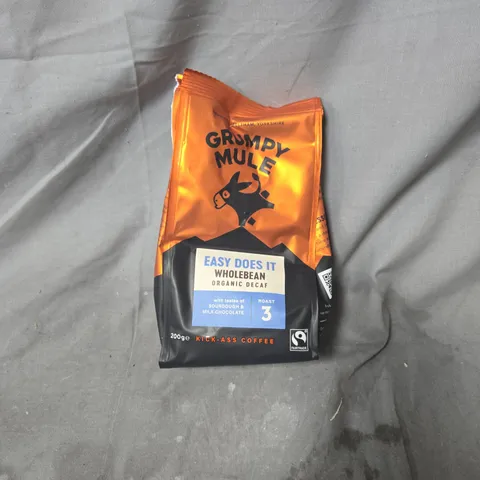 GRUMPY
MULE
EASY DOES IT
WHOLEBEAN
ORGANIC DECAF
with tastes of
SOURDOUGH &
MILK CHOCOLATE
ROAST
3
200g℮
KICK-ASS COFFEE
FAIRTRADE